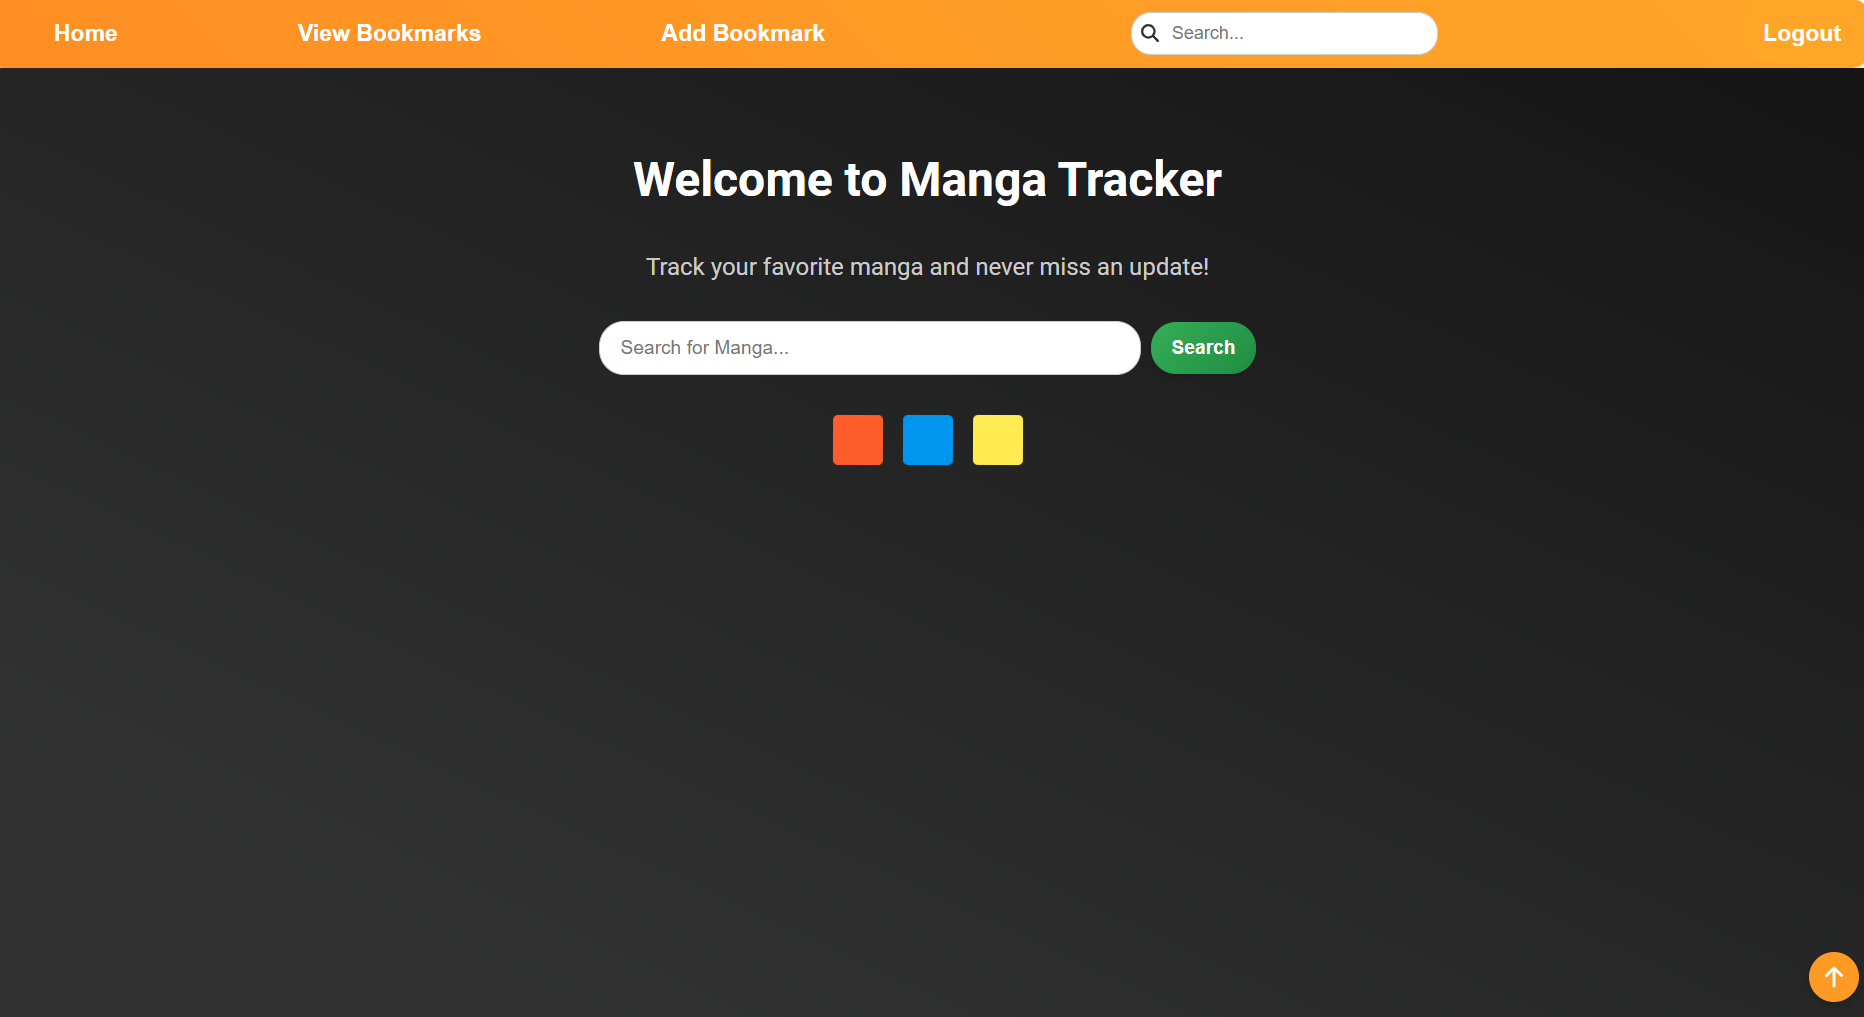 Home View Bookmarks Add Bookmark Search... Logout
Welcome to Manga Tracker
Track your favorite manga and never miss an update!
Search for Manga... Search